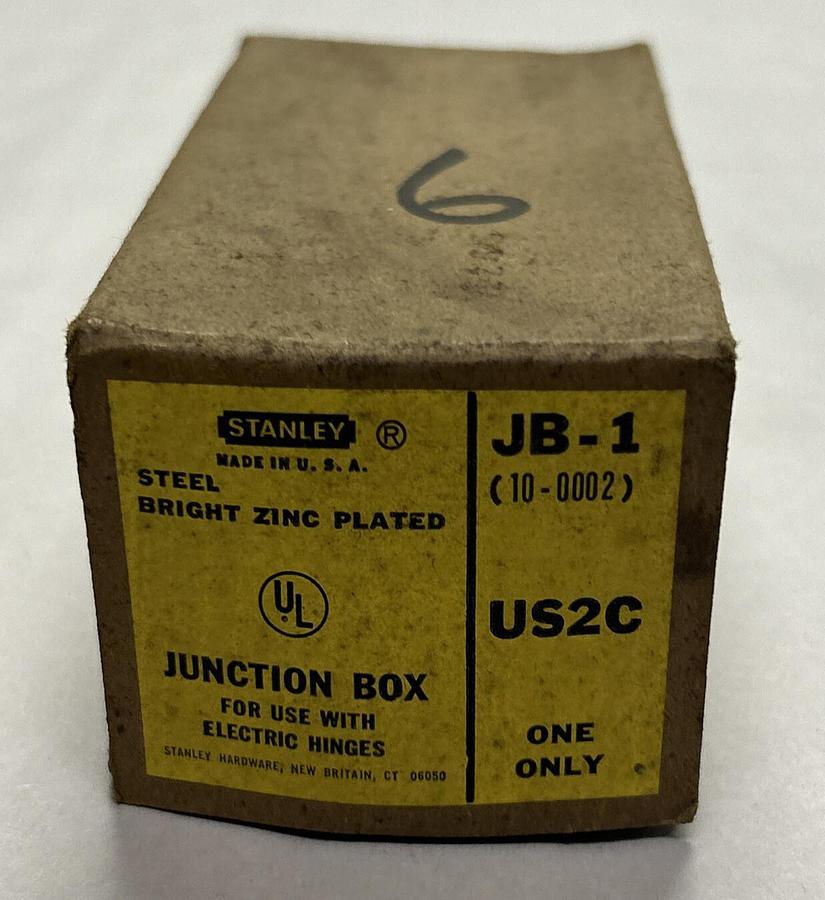 6
STANLEY ®
MADE IN U. S. A.
STEEL
BRIGHT ZINC PLATED
UL
JUNCTION BOX
FOR USE WITH
ELECTRIC HINGES
STANLEY HARDWARE, NEW BRITAIN, CT 06050
JB-1
(10-0002)
US2C
ONE
ONLY